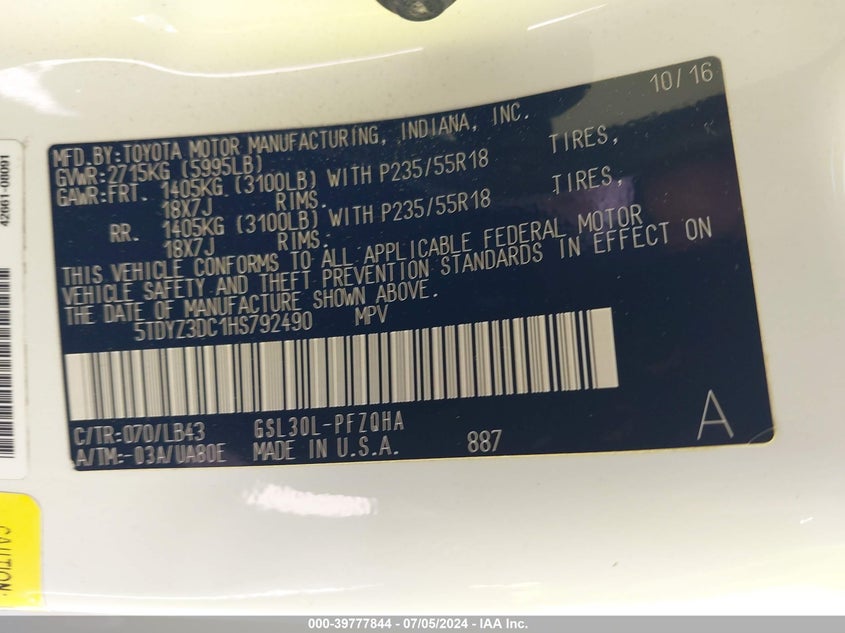 10/16
MFD.BY:TOYOTA MOTOR MANUFACTURING, INDIANA, INC.
GVWR:2715KG (5995LB)
GAWR:FRT. 1405KG (3100LB) WITH P235/55R18 TIRES,
18X7J RIMS.
RR. 1405KG (3100LB) WITH P235/55R18 TIRES,
18X7J RIMS.
THIS VEHICLE CONFORMS TO ALL APPLICABLE FEDERAL MOTOR
VEHICLE SAFETY AND THEFT PREVENTION STANDARDS IN EFFECT ON
THE DATE OF MANUFACTURE SHOWN ABOVE.
5TDYZ3DC1HS792490 MPV
C/TR:070/LB43 GSL30L-PFZQHA
A/TM:-03A/UA80E MADE IN U.S.A. 887
A
42661-08091
CAUTION
000-39777844 - 07/05/2024 - IAA Inc.